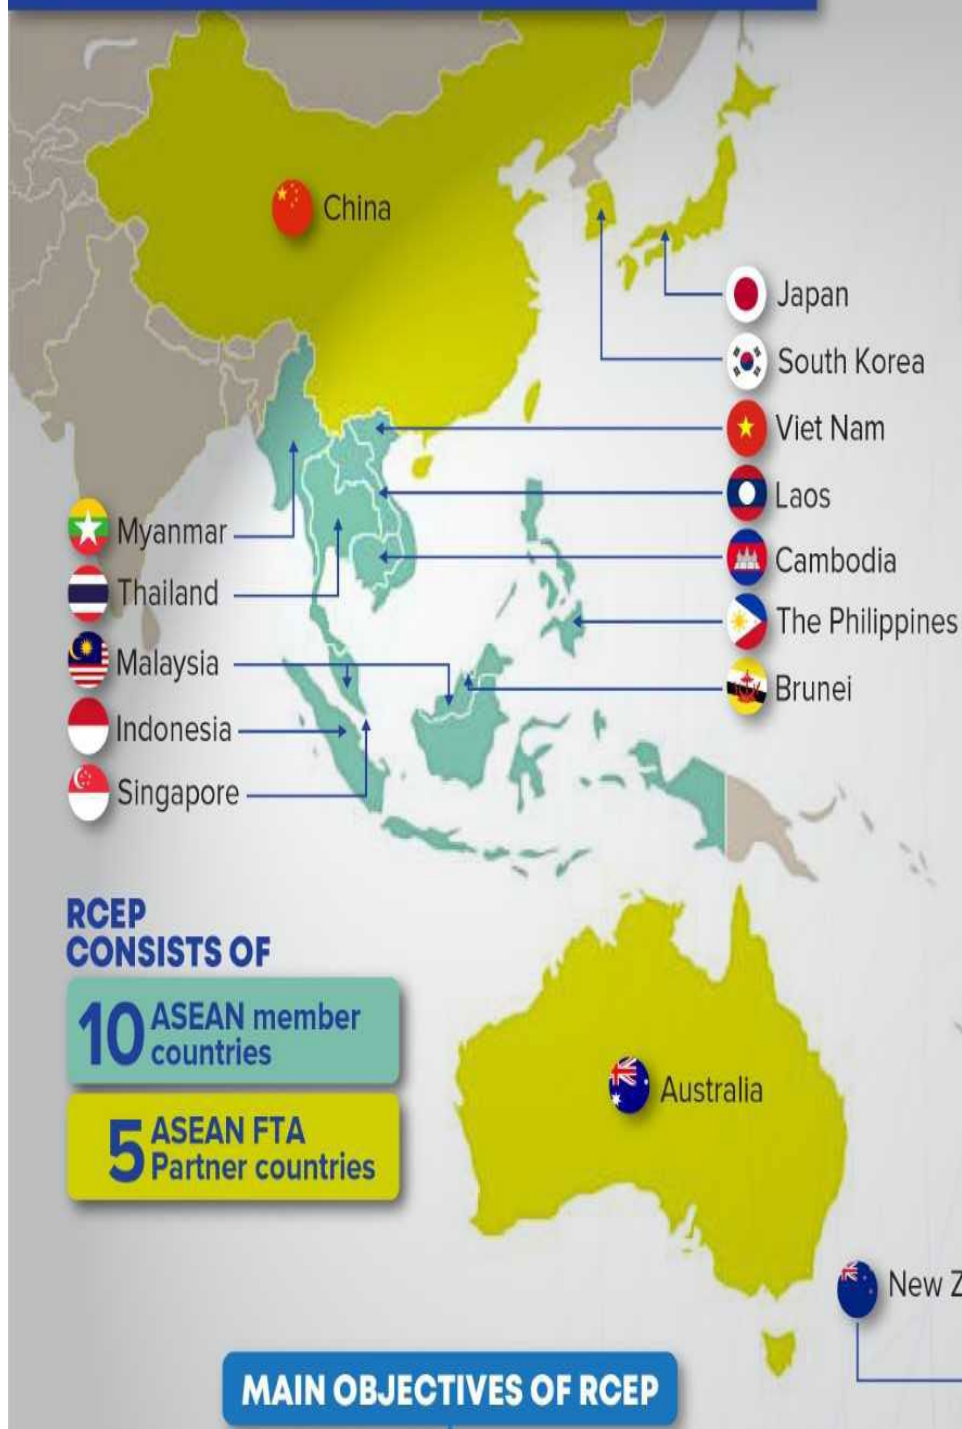 China
Japan
South Korea
Viet Nam
Laos
Cambodia
The Philippines
Brunei
Myanmar
Thailand
Malaysia
Indonesia
Singapore
RCEP
CONSISTS OF
10 ASEAN member
countries
5 ASEAN FTA
Partner countries
Australia
New Z
MAIN OBJECTIVES OF RCEP